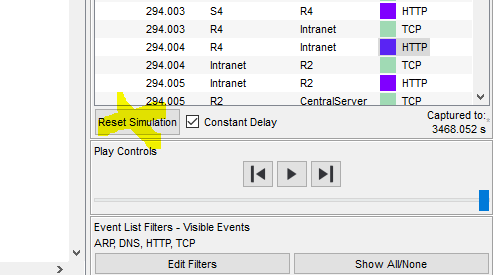 294.003 S4 R4 HTTP
294.003 R4 Intranet TCP
294.004 R4 Intranet HTTP
294.004 Intranet R2 TCP
294.005 Intranet R2 HTTP
294.005 R2 CentralServer TCP
Reset Simulation Constant Delay Captured to:
3468.052 s
Play Controls
Event List Filters - Visible Events
ARP, DNS, HTTP, TCP
Edit Filters Show All/None